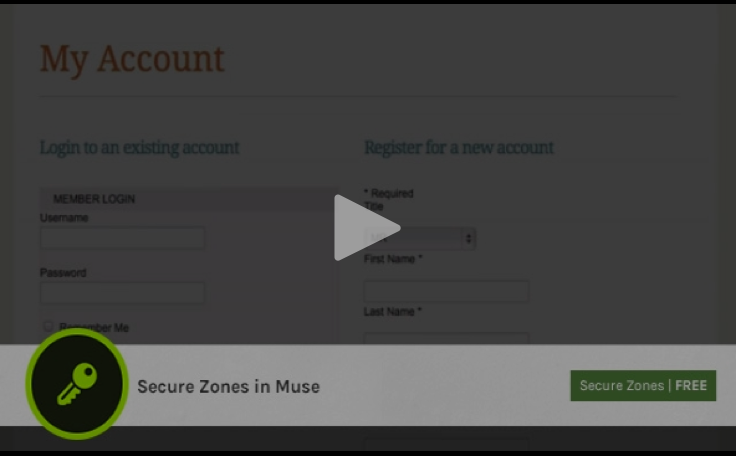 My Account
Login to an existing account
Register for a new account
MEMBER LOGIN
Username
Password
Remember Me
* Required
Title
First Name *
Last Name *
Secure Zones in Muse
Secure Zones | FREE